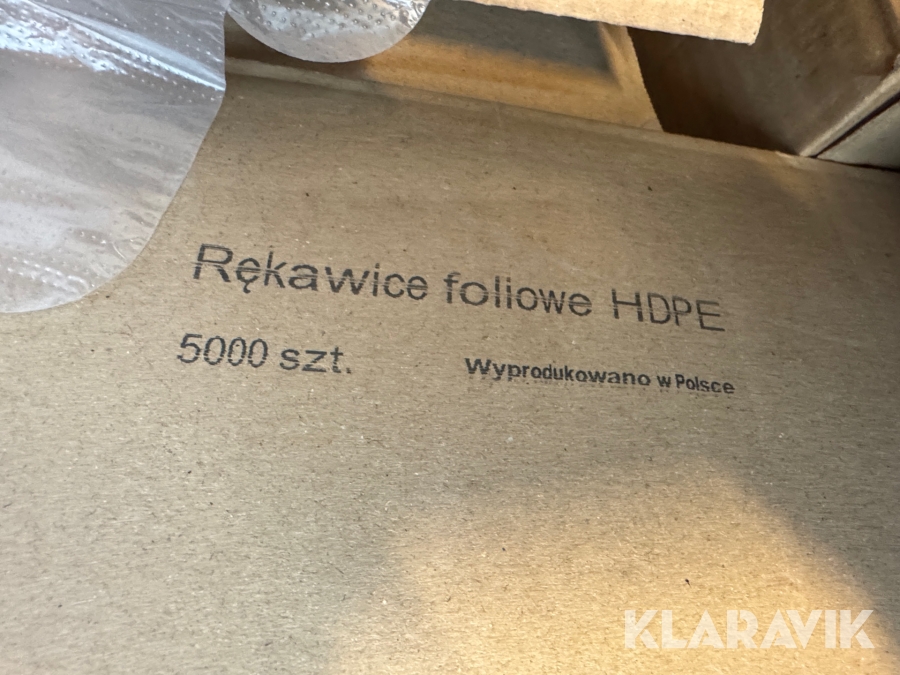 Rękawice foliowe HDPE
5000 szt. Wyprodukowano w Polsce
KLARAVIK